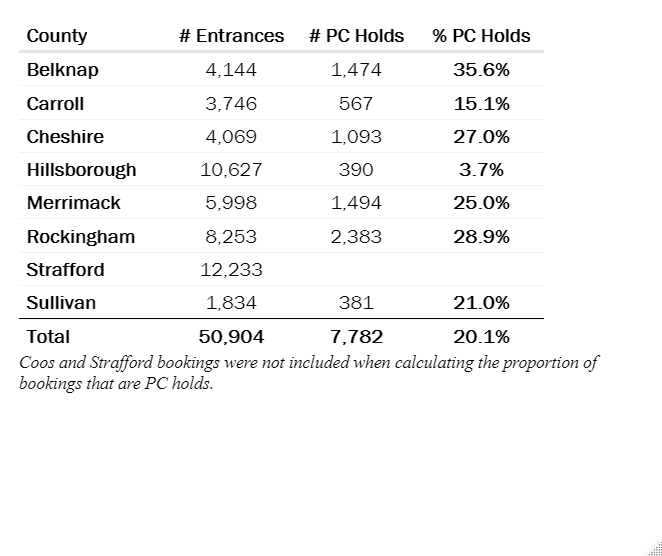 County # Entrances # PC Holds % PC Holds
Belknap 4,144 1,474 35.6%
Carroll 3,746 567 15.1%
Cheshire 4,069 1,093 27.0%
Hillsborough 10,627 390 3.7%
Merrimack 5,998 1,494 25.0%
Rockingham 8,253 2,383 28.9%
Strafford 12,233
Sullivan 1,834 381 21.0%
Total 50,904 7,782 20.1%
Coos and Strafford bookings were not included when calculating the proportion of
bookings that are PC holds.